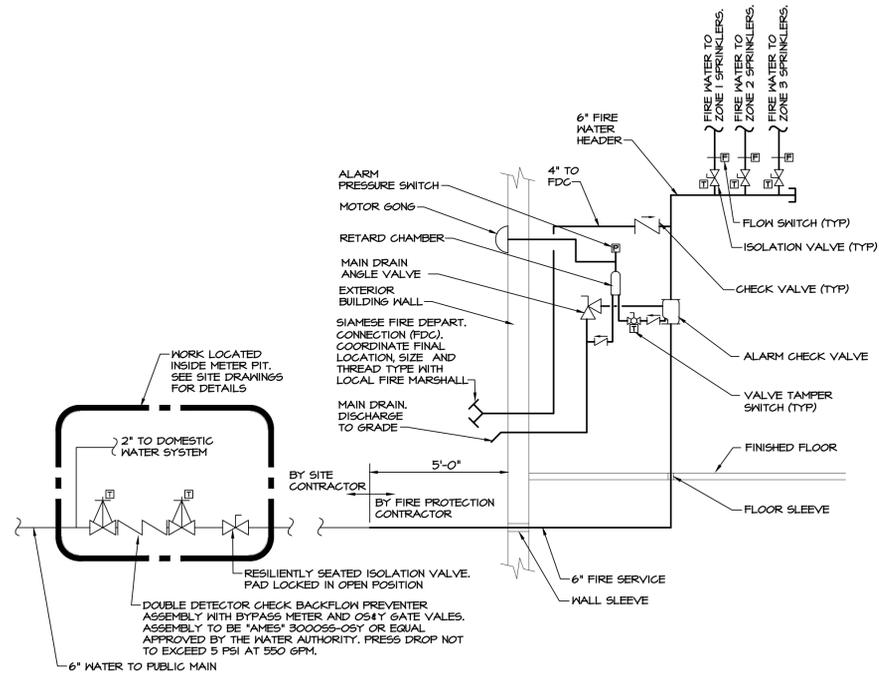 FIRE WATER TO
ZONE 1 SPRINKLERS.
FIRE WATER TO
ZONE 2 SPRINKLERS.
FIRE WATER TO
ZONE 3 SPRINKLERS.
6" FIRE
WATER
HEADER
F
F
F
T
T
T
ALARM
PRESSURE SWITCH
4" TO
FDC
MOTOR GONG
FLOW SWITCH (TYP)
RETARD CHAMBER
P
ISOLATION VALVE (TYP)
MAIN DRAIN
ANGLE VALVE
CHECK VALVE (TYP)
EXTERIOR
BUILDING WALL
SIAMESE FIRE DEPART.
CONNECTION (FDC).
COORDINATE FINAL
LOCATION, SIZE AND
THREAD TYPE WITH
LOCAL FIRE MARSHALL
T
ALARM CHECK VALVE
WORK LOCATED
INSIDE METER PIT.
SEE SITE DRAWINGS
FOR DETAILS
VALVE TAMPER
SWITCH (TYP)
MAIN DRAIN.
DISCHARGE
TO GRADE
2" TO DOMESTIC
WATER SYSTEM
FINISHED FLOOR
5'-0"
BY SITE
CONTRACTOR
BY FIRE PROTECTION
CONTRACTOR
T
T
FLOOR SLEEVE
RESILIENTLY SEATED ISOLATION VALVE.
PAD LOCKED IN OPEN POSITION
6" FIRE SERVICE
WALL SLEEVE
DOUBLE DETECTOR CHECK BACKFLOW PREVENTER
ASSEMBLY WITH BYPASS METER AND OS&Y GATE VALES.
ASSEMBLY TO BE "AMES" 3000SS-OSY OR EQUAL
APPROVED BY THE WATER AUTHORITY. PRESS DROP NOT
TO EXCEED 5 PSI AT 550 GPM.
6" WATER TO PUBLIC MAIN